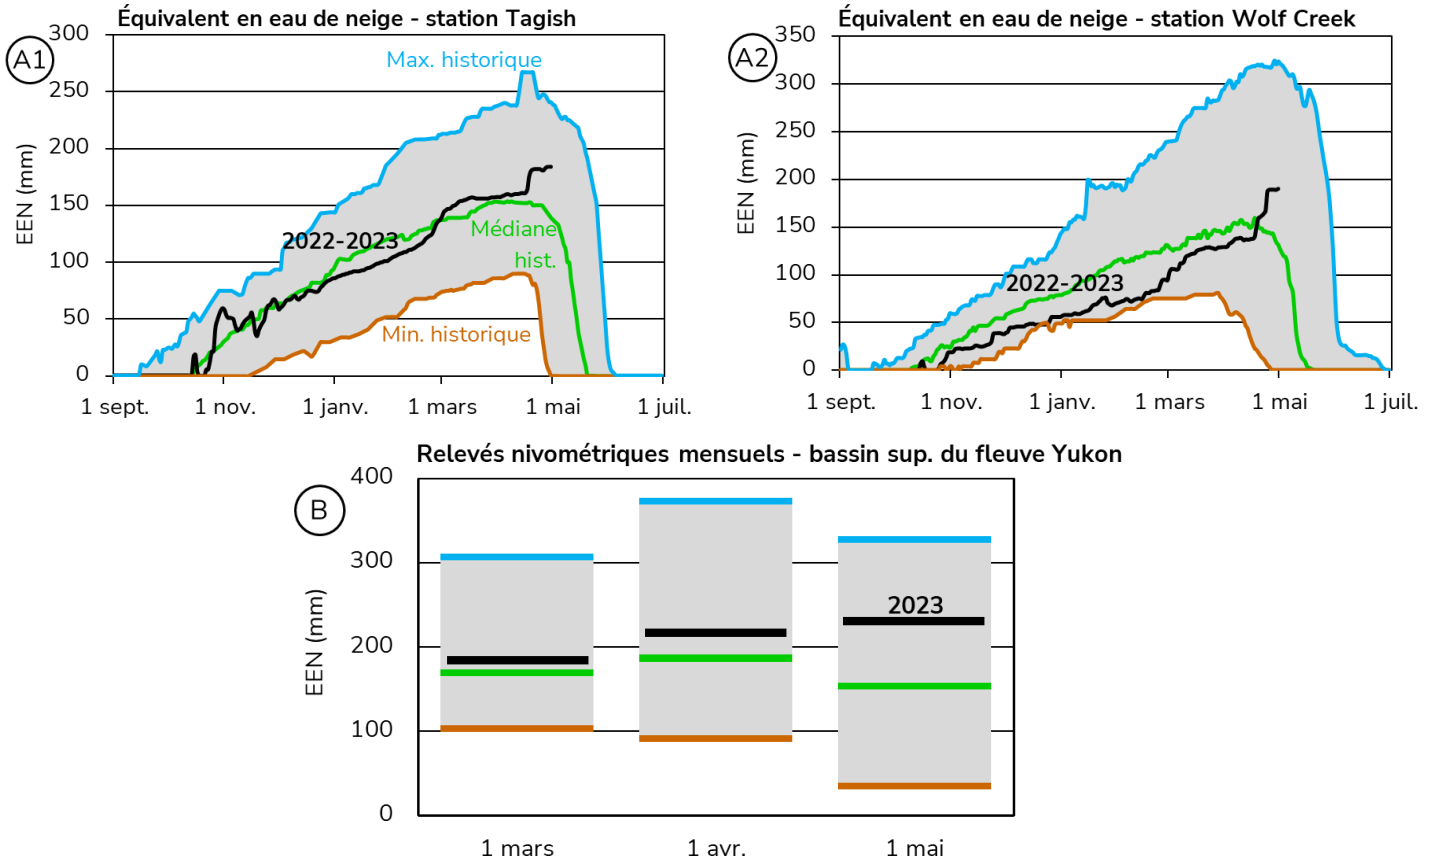 Équivalent en eau de neige - station Tagish
A1
300
250
200
150
100
50
0
EEN (mm)
Max. historique
2022-2023
Médiane
hist.
Min. historique
1 sept.
1 nov.
1 janv.
1 mars
1 mai
1 juil.
Équivalent en eau de neige - station Wolf Creek
A2
350
300
250
200
150
100
50
0
EEN (mm)
2022-2023
1 sept.
1 nov.
1 janv.
1 mars
1 mai
1 juil.
Relevés nivométriques mensuels - bassin sup. du fleuve Yukon
B
400
300
200
100
0
EEN (mm)
2023
1 mars
1 avr.
1 mai